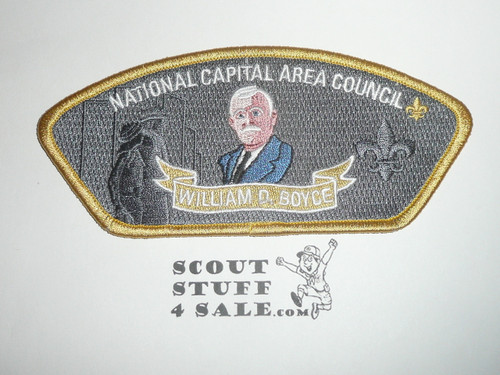 NATIONAL CAPITAL AREA COUNCIL
WILLIAM D. BOYCE
SCOUT
STUFF
4 SALE.com